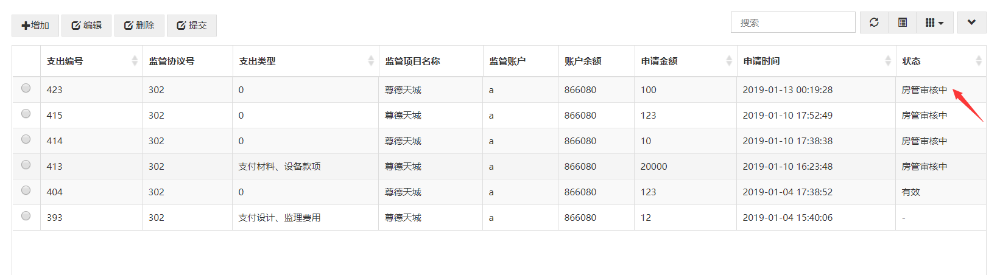 增加 编辑 删除 提交 搜索
支出编号 监管协议号 支出类型 监管项目名称 监管账户 账户余额 申请金额 申请时间 状态
423 302 0 尊德天城 a 866080 100 2019-01-13 00:19:28 房管审核中
415 302 0 尊德天城 a 866080 123 2019-01-10 17:52:49 房管审核中
414 302 0 尊德天城 a 866080 10 2019-01-10 17:38:38 房管审核中
413 302 支付材料、设备款项 尊德天城 a 866080 20000 2019-01-10 16:23:48 房管审核中
404 302 0 尊德天城 a 866080 123 2019-01-04 17:38:52 有效
393 302 支付设计、监理费用 尊德天城 a 866080 12 2019-01-04 15:40:06 -